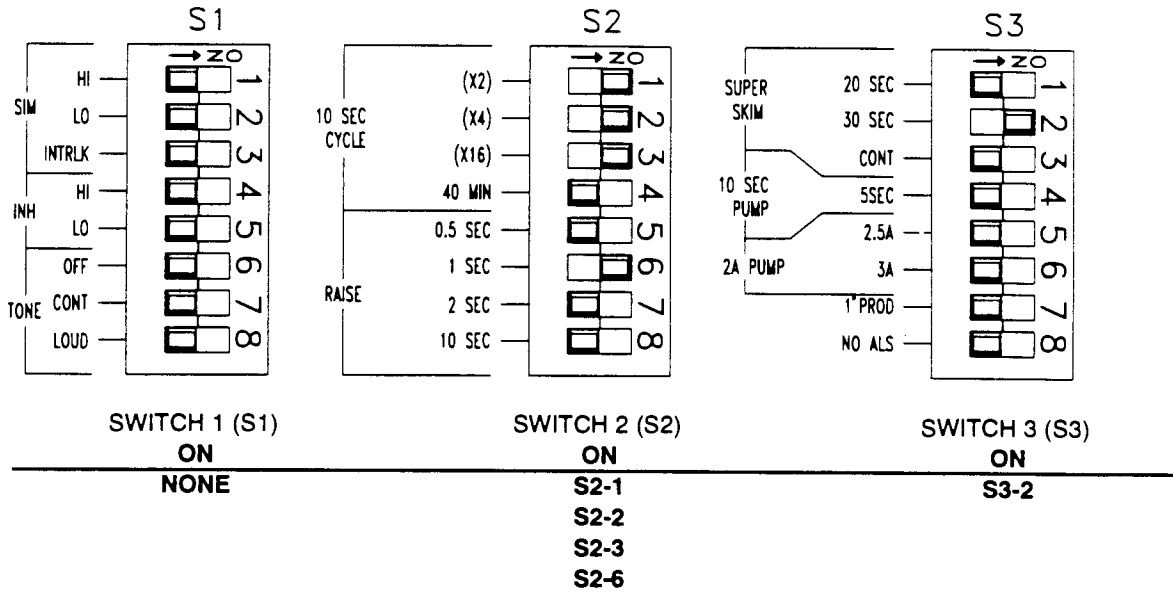 S1
ON
SIM
HI
LO
INTRLK
INH
HI
LO
TONE
OFF
CONT
LOUD
1
2
3
4
5
6
7
8
S2
ON
10 SEC
CYCLE
(X2)
(X4)
(X16)
40 MIN
RAISE
0.5 SEC
1 SEC
2 SEC
10 SEC
1
2
3
4
5
6
7
8
S3
ON
SUPER
SKIM
20 SEC
30 SEC
CONT
10 SEC
PUMP
5SEC
2.5A
2A PUMP
3A
1" PROD
NO ALS
1
2
3
4
5
6
7
8
SWITCH 1 (S1)
ON
NONE
SWITCH 2 (S2)
ON
S2-1
S2-2
S2-3
S2-6
SWITCH 3 (S3)
ON
S3-2